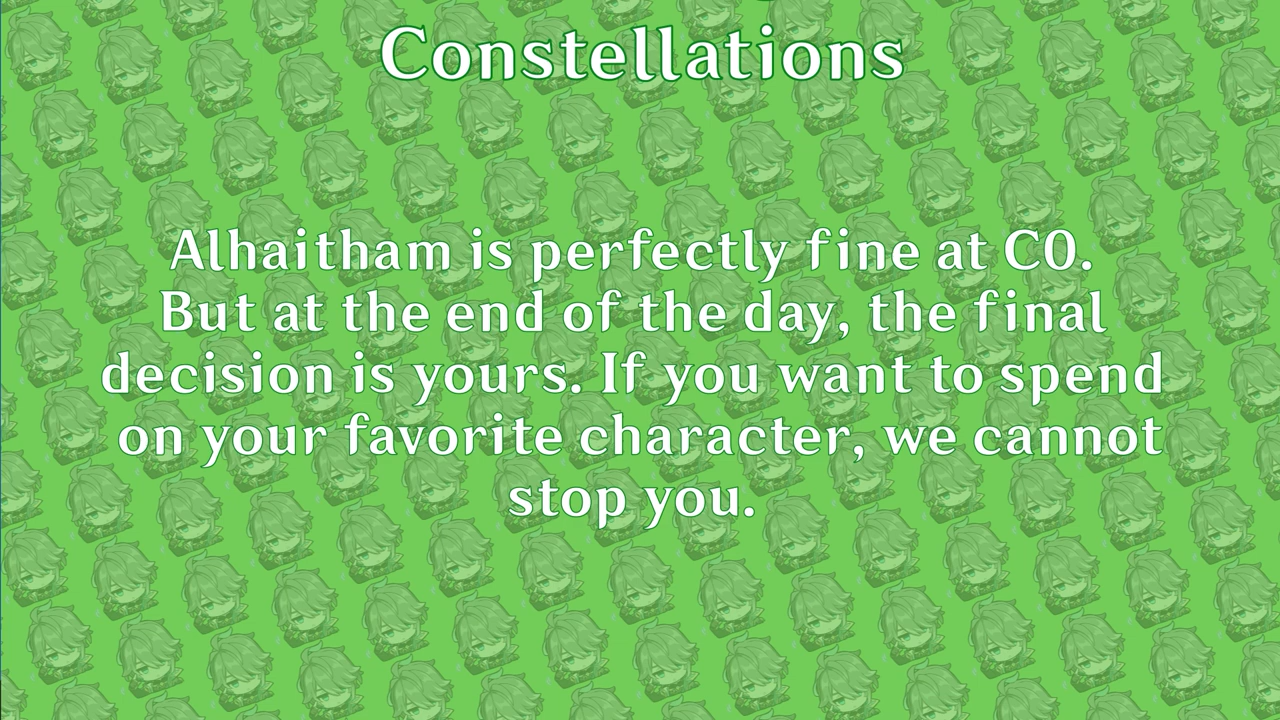 Constellations
Alhaitham is perfectly fine at C0.
But at the end of the day, the final
decision is yours. If you want to spend
on your favorite character, we cannot
stop you.